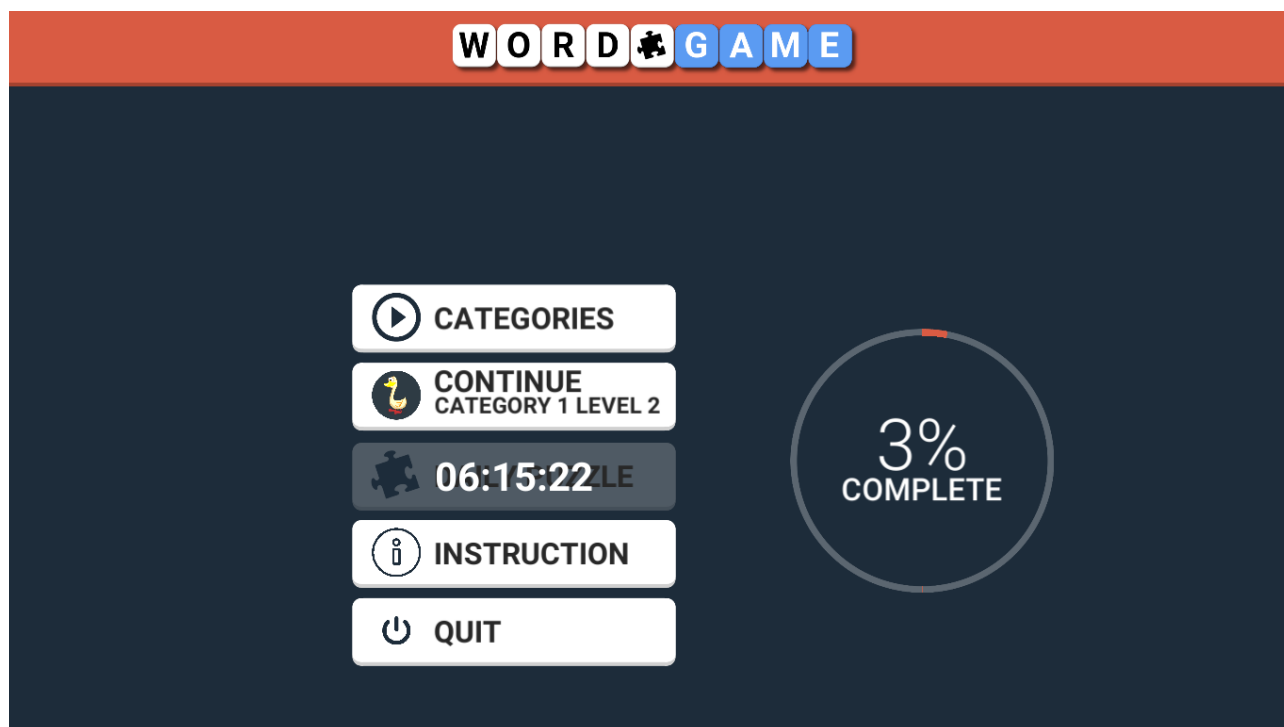 WORD GAME
CATEGORIES
CONTINUE
CATEGORY 1 LEVEL 2
06:15:22
INSTRUCTION
QUIT
3%
COMPLETE